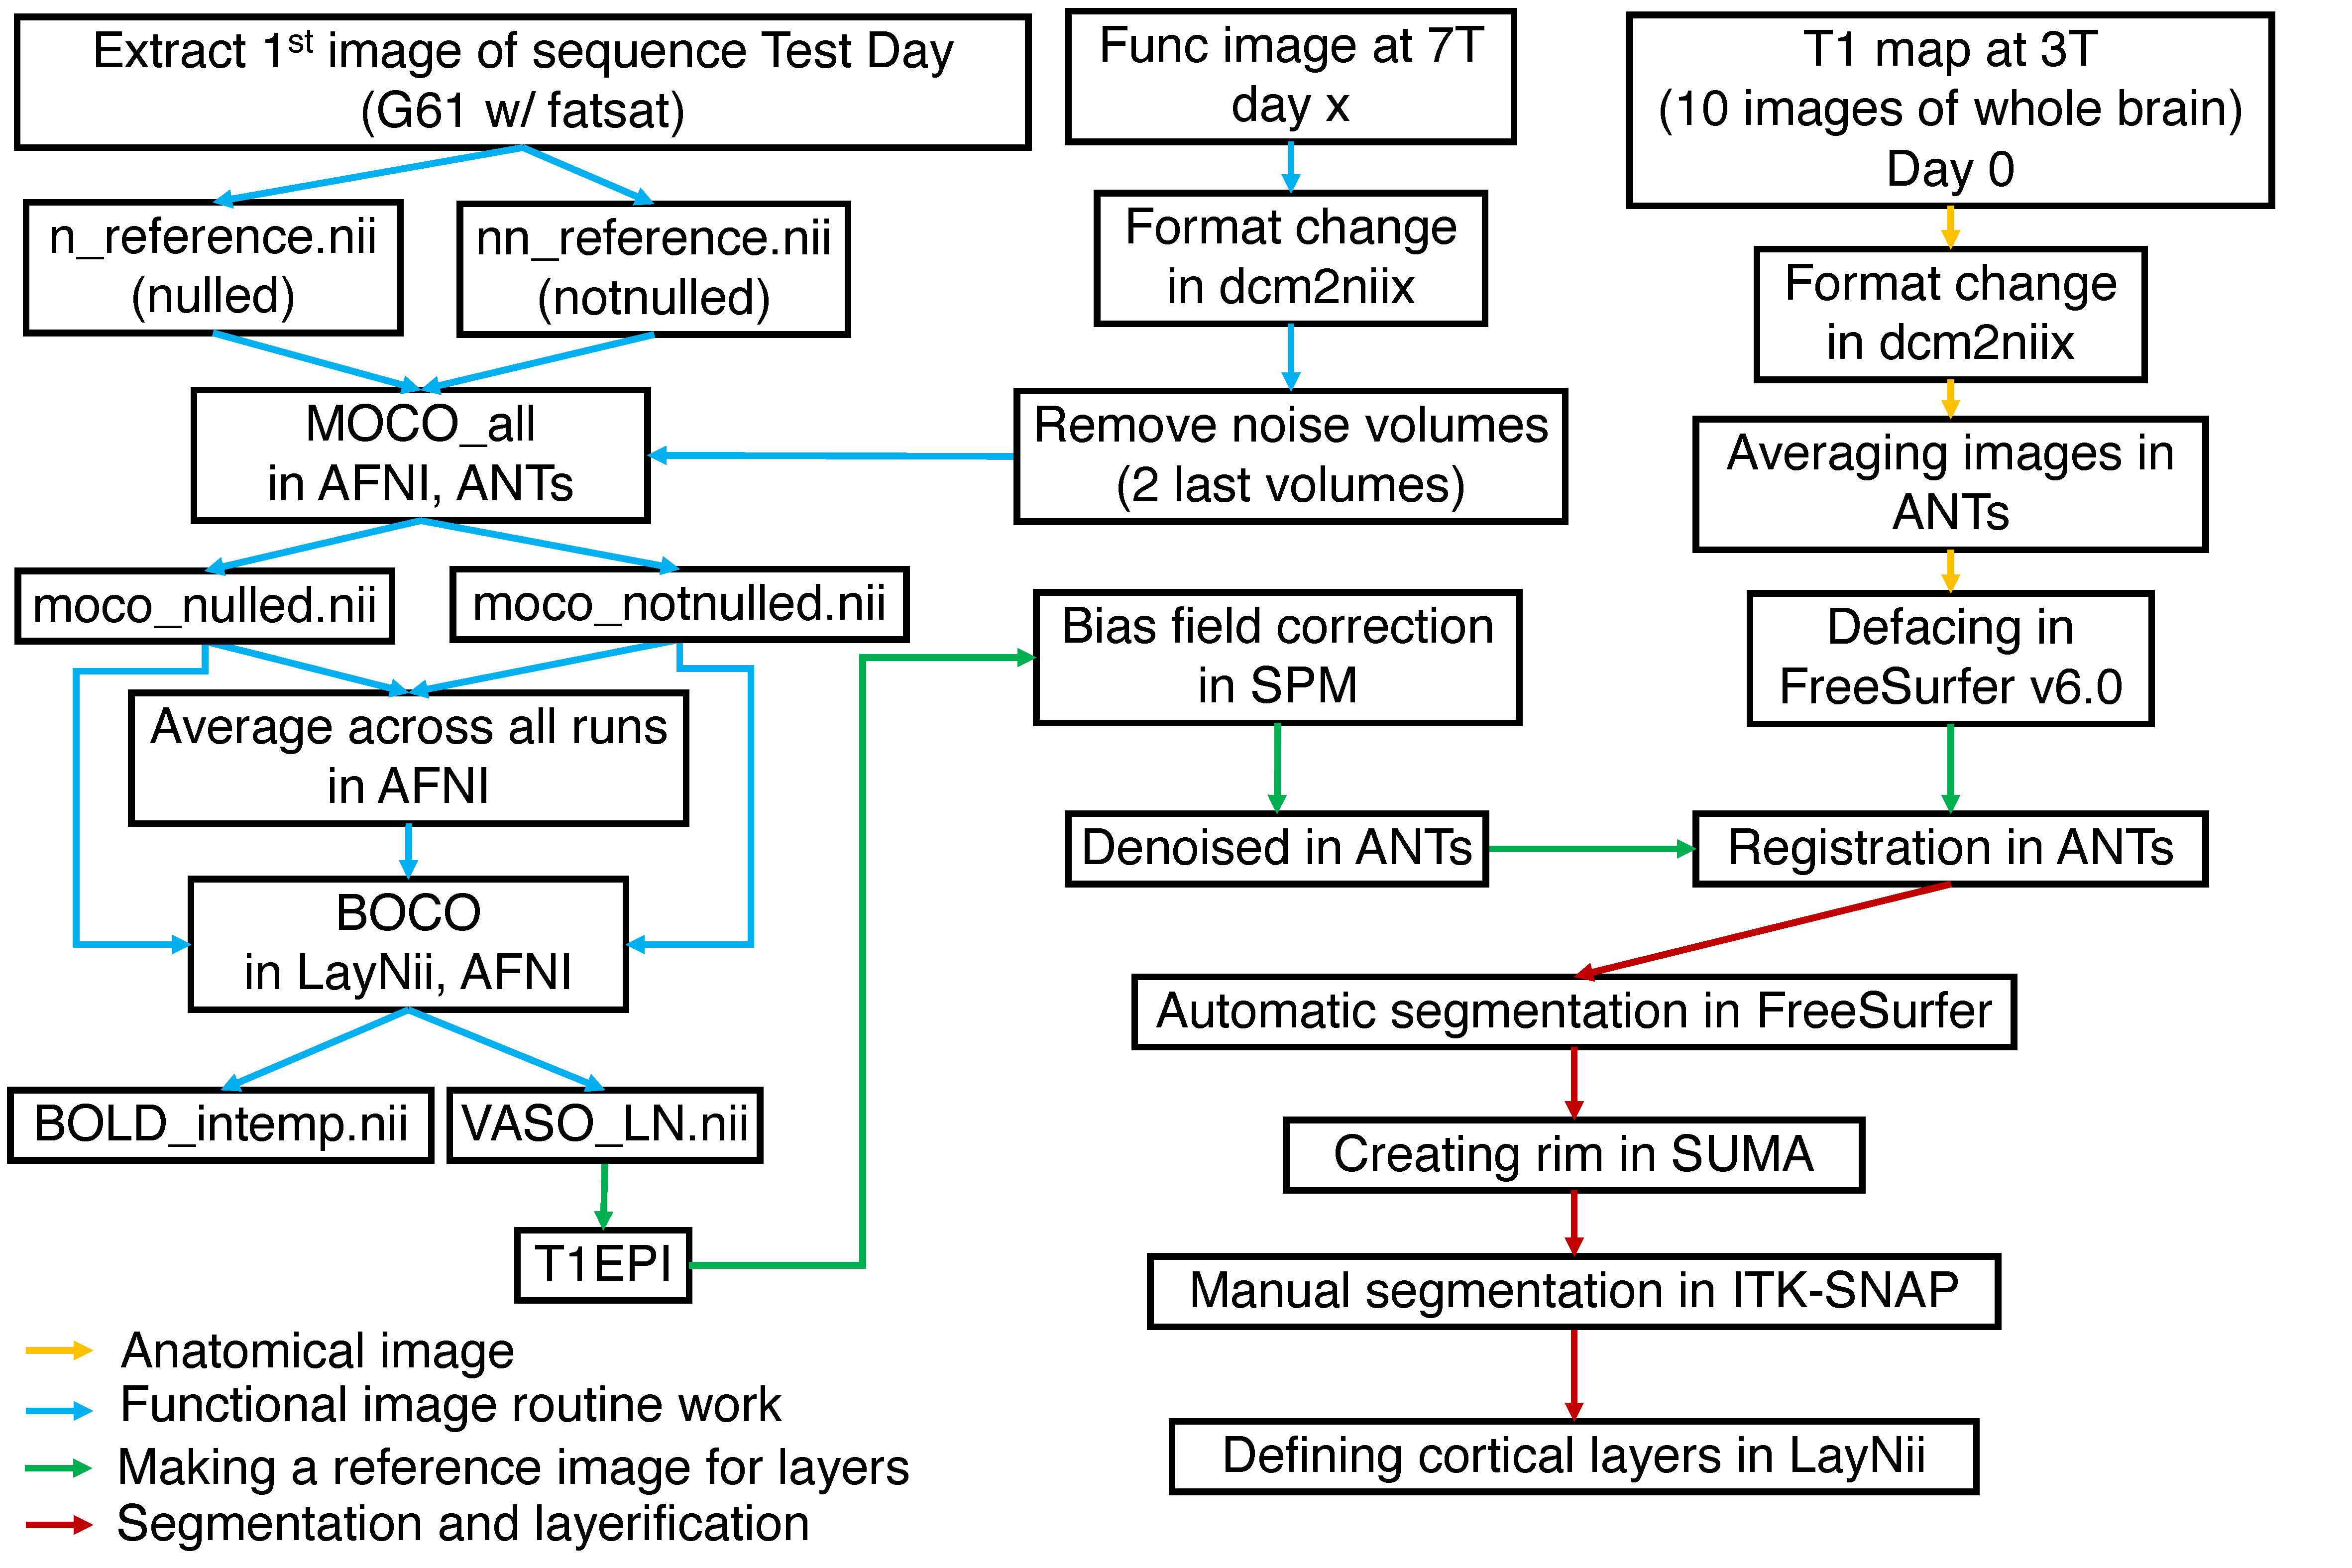 Extract 1st image of sequence Test Day
(G61 w/ fatsat)
n_reference.nii
(nulled)
nn_reference.nii
(notnulled)
MOCO_all
in AFNI, ANTs
moco_nulled.nii
moco_notnulled.nii
Average across all runs
in AFNI
BOCO
in LayNii, AFNI
BOLD_intemp.nii
VASO_LN.nii
T1EPI
Func image at 7T
day x
Format change
in dcm2niix
Remove noise volumes
(2 last volumes)
Bias field correction
in SPM
Denoised in ANTs
T1 map at 3T
(10 images of whole brain)
Day 0
Format change
in dcm2niix
Averaging images in
ANTs
Defacing in
FreeSurfer v6.0
Registration in ANTs
Automatic segmentation in FreeSurfer
Creating rim in SUMA
Manual segmentation in ITK-SNAP
Defining cortical layers in LayNii
Anatomical image
Functional image routine work
Making a reference image for layers
Segmentation and layerification